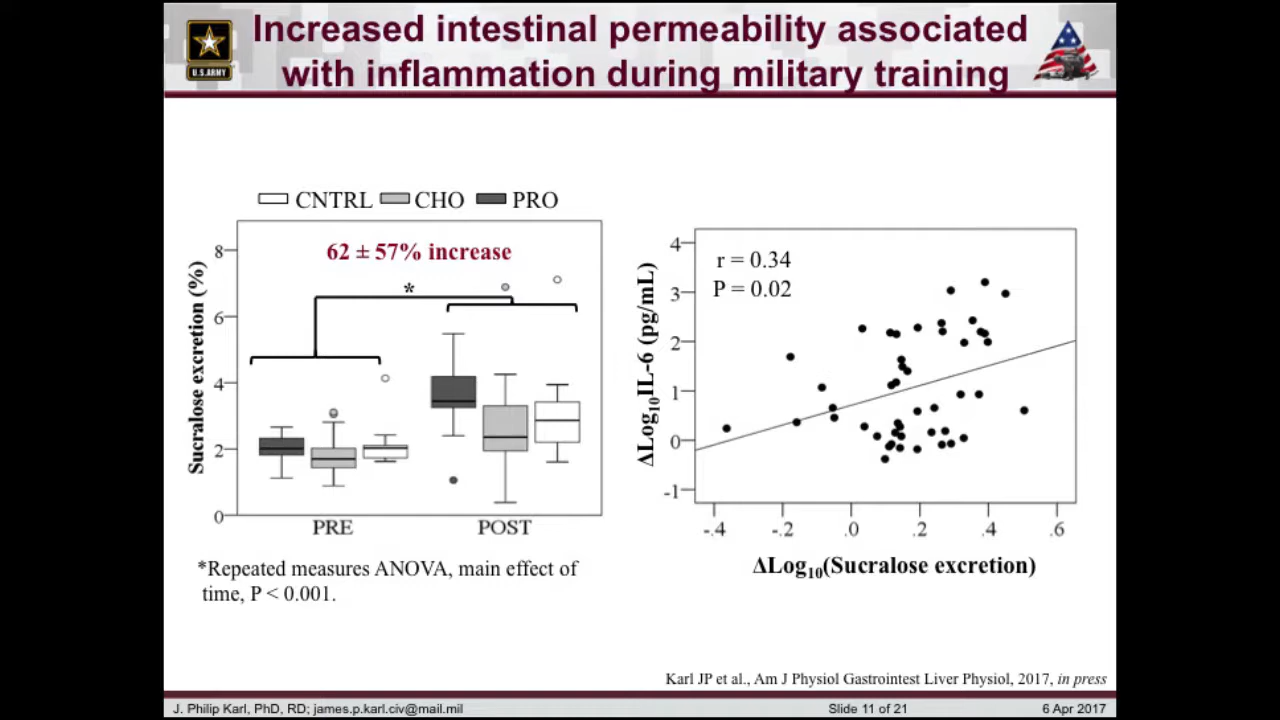 Increased intestinal permeability associated
with inflammation during military training
U.S.ARMY
CNTRL CHO PRO
62 ± 57% increase
*
Sucralose excretion (%)
8
6
4
2
0
PRE POST
*Repeated measures ANOVA, main effect of
time, P < 0.001.
r = 0.34
P = 0.02
ΔLog10IL-6 (pg/mL)
4
3
2
1
0
-1
-.4 -.2 .0 .2 .4 .6
ΔLog10(Sucralose excretion)
Karl JP et al., Am J Physiol Gastrointest Liver Physiol, 2017, in press
J. Philip Karl, PhD, RD; james.p.karl.civ@mail.mil Slide 11 of 21 6 Apr 2017